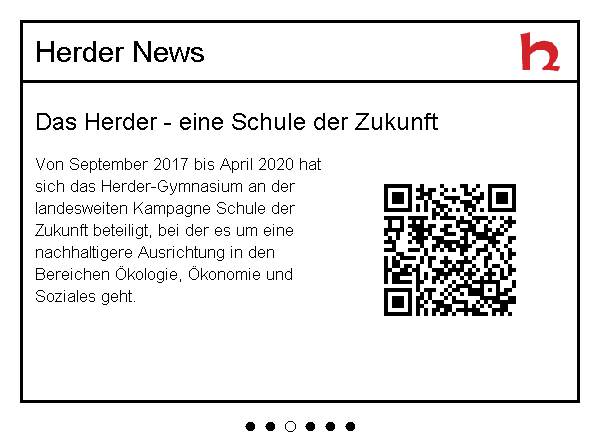 Herder News
Das Herder - eine Schule der Zukunft
Von September 2017 bis April 2020 hat
sich das Herder-Gymnasium an der
landesweiten Kampagne Schule der
Zukunft beteiligt, bei der es um eine
nachhaltigere Ausrichtung in den
Bereichen Ökologie, Ökonomie und
Soziales geht.